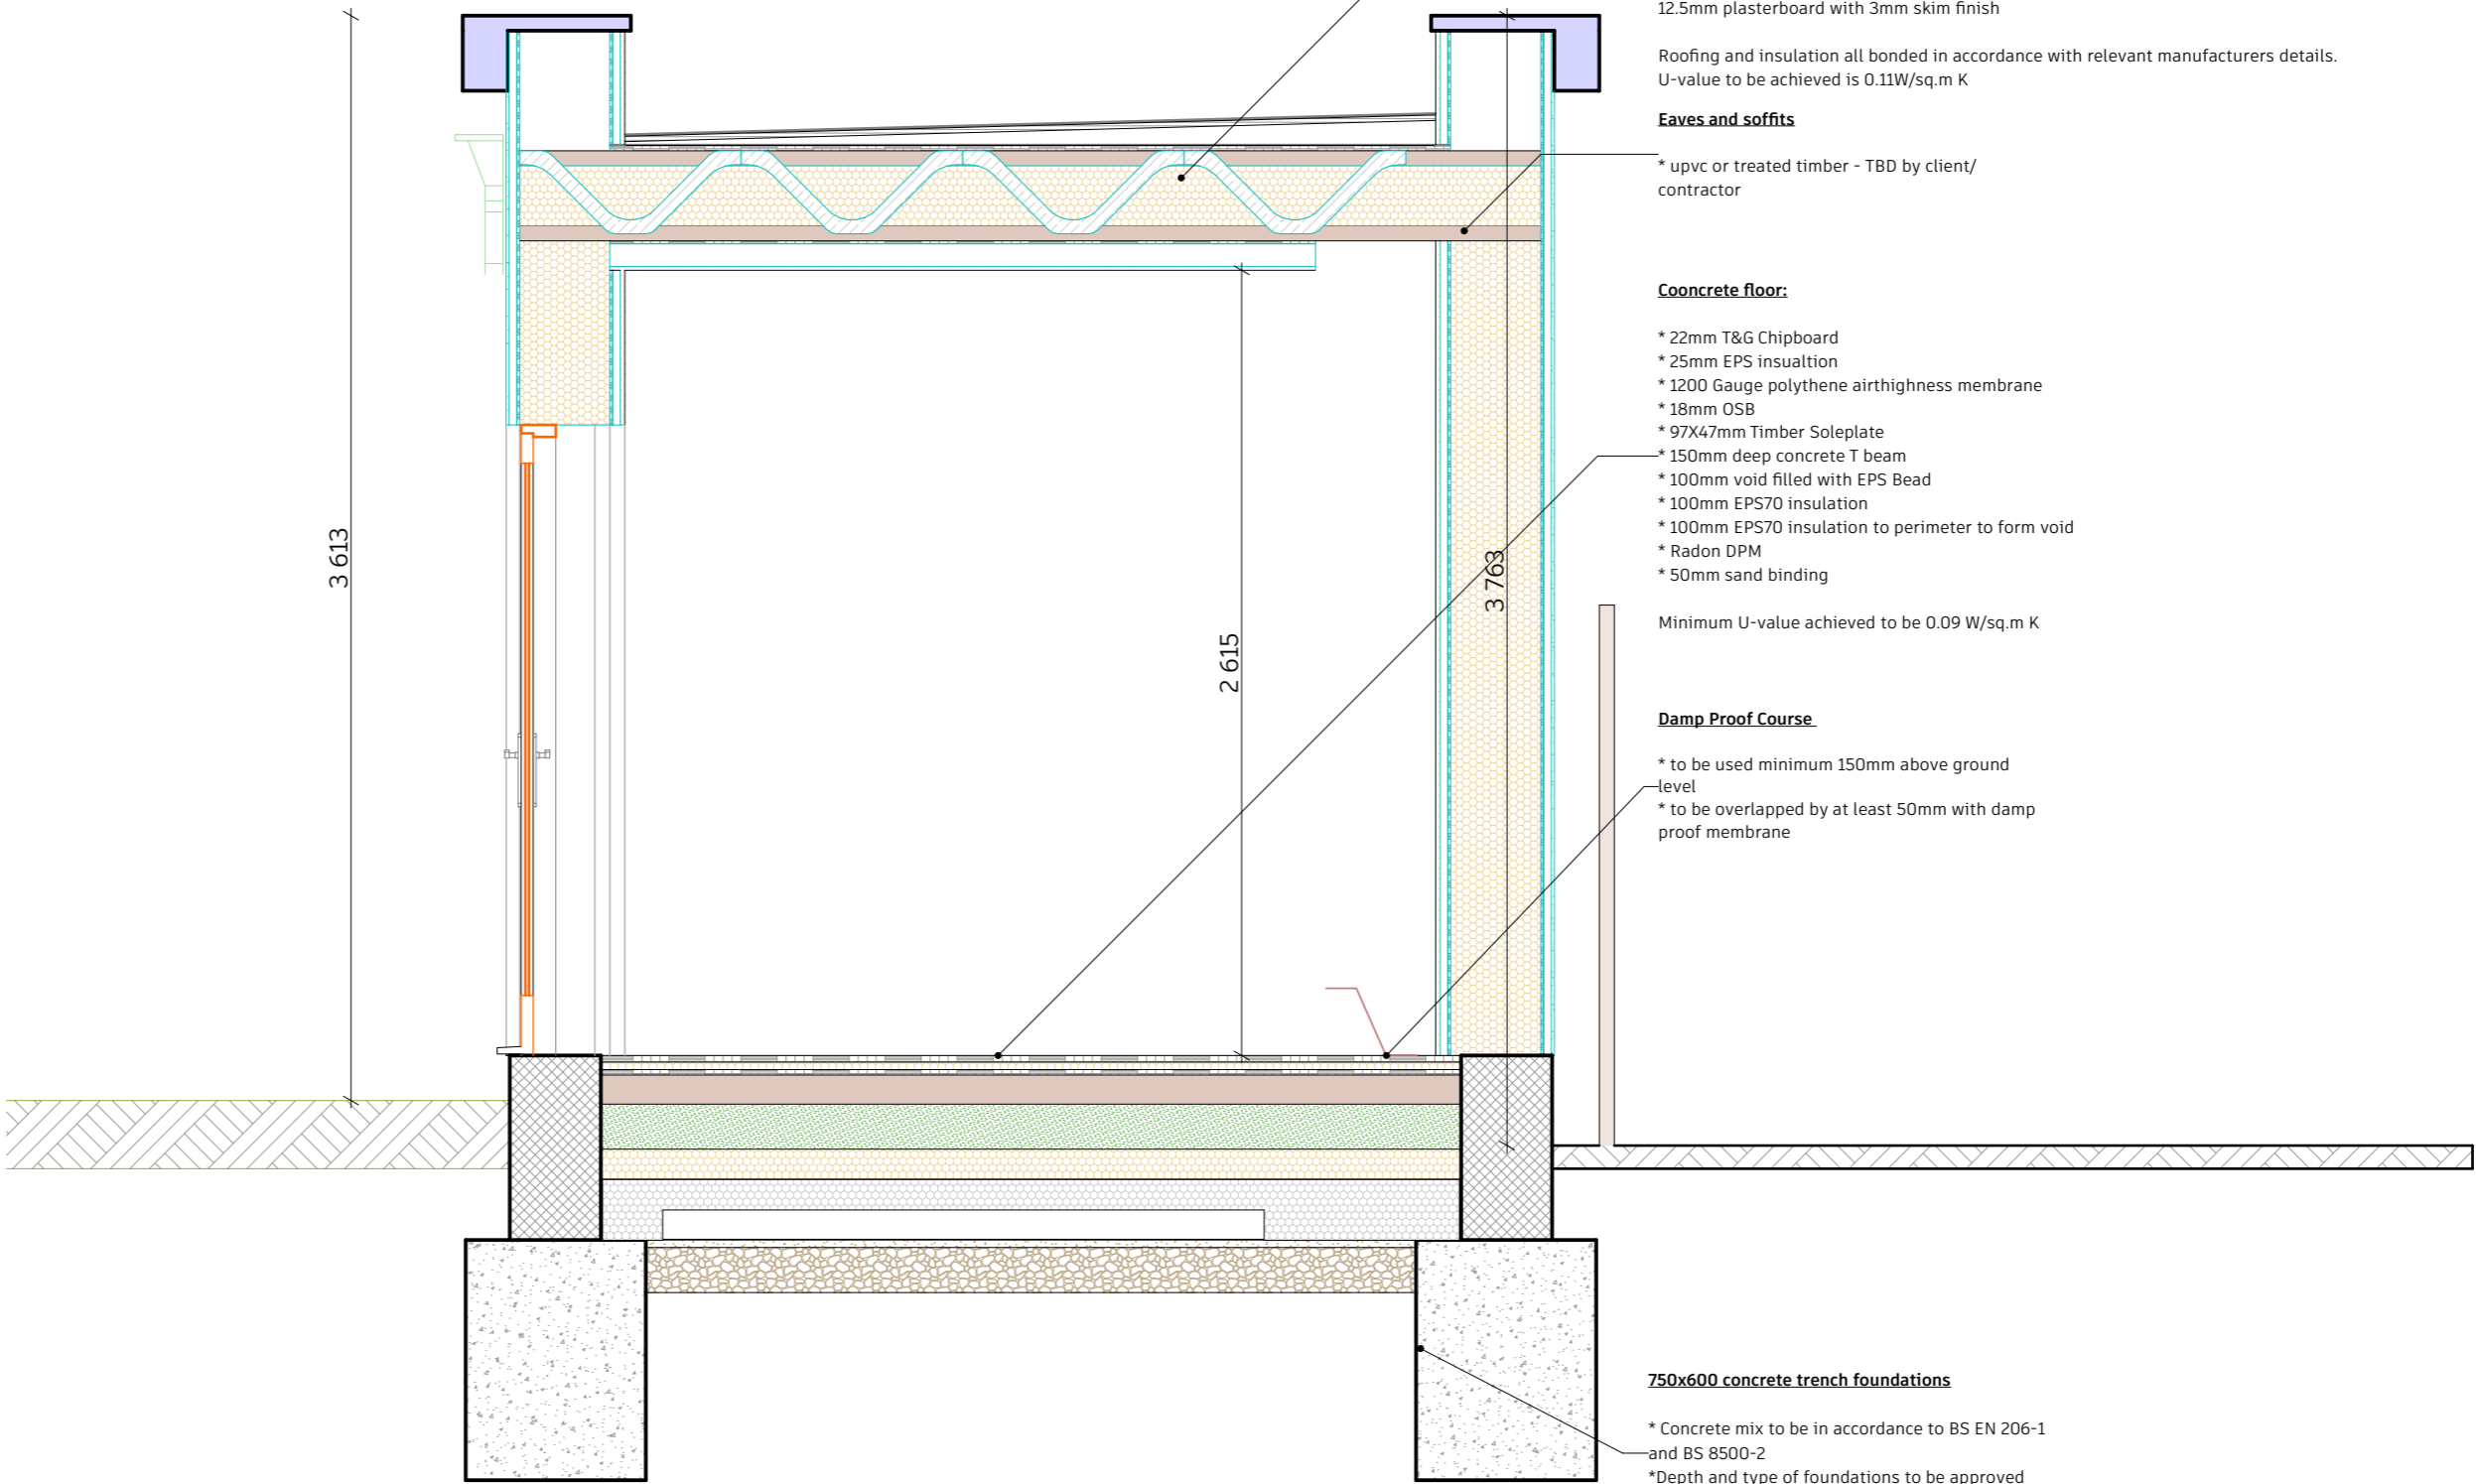 12.5mm plasterboard with 3mm skim finish
Roofing and insulation all bonded in accordance with relevant manufacturers details.
U-value to be achieved is 0.11W/sq.m K
Eaves and soffits
* upvc or treated timber - TBD by client/
contractor
Cooncrete floor:
* 22mm T&G Chipboard
* 25mm EPS insualtion
* 1200 Gauge polythene airthighness membrane
* 18mm OSB
* 97X47mm Timber Soleplate
* 150mm deep concrete T beam
* 100mm void filled with EPS Bead
* 100mm EPS70 insulation
* 100mm EPS70 insulation to perimeter to form void
* Radon DPM
* 50mm sand binding
Minimum U-value achieved to be 0.09 W/sq.m K
3 613
3 763
2 615
Damp Proof Course
* to be used minimum 150mm above ground
level
* to be overlapped by at least 50mm with damp
proof membrane
750x600 concrete trench foundations
* Concrete mix to be in accordance to BS EN 206-1
and BS 8500-2
*Depth and type of foundations to be approved